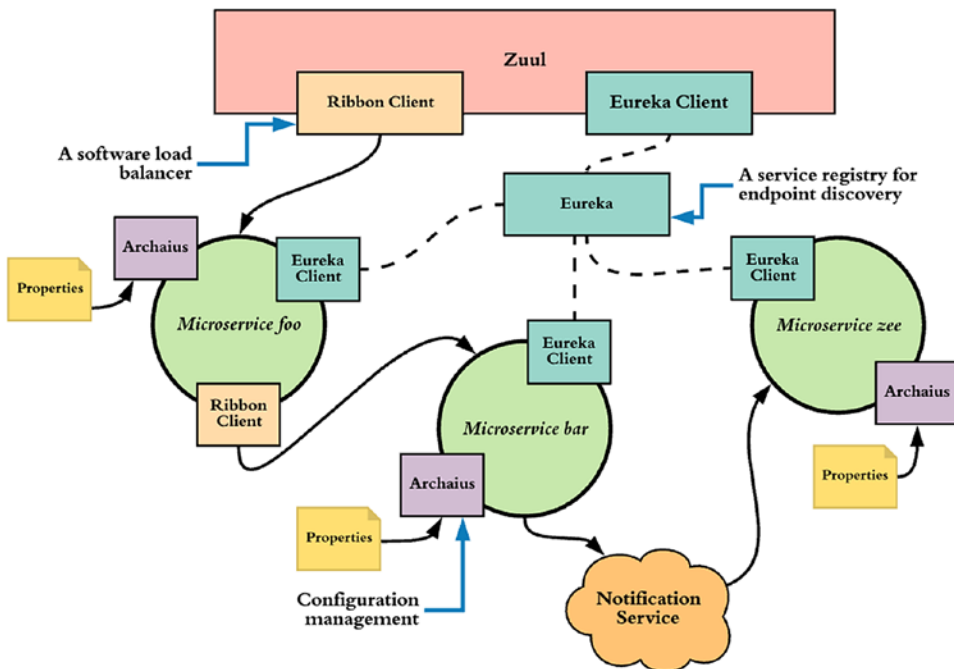 Zuul
Ribbon Client
Eureka Client
A software load
balancer
Eureka
A service registry for
endpoint discovery
Archaius
Eureka
Client
Properties
Microservice foo
Ribbon
Client
Eureka
Client
Microservice zee
Archaius
Properties
Eureka
Client
Microservice bar
Archaius
Properties
Configuration
management
Notification
Service